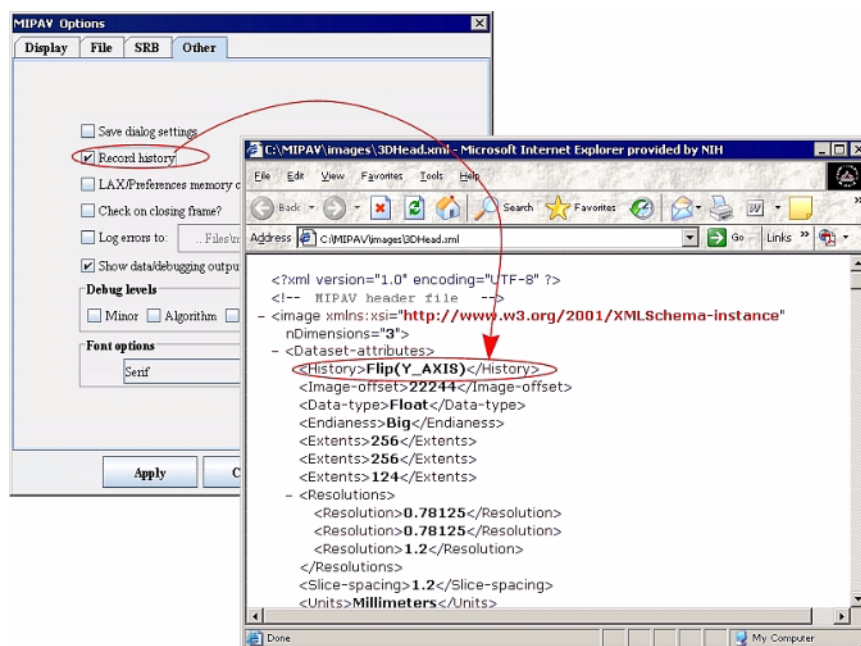 MIPAV Options
Display File SRB Other
Save dialog settings
Record history
LAX/Preferences memory
Check on closing frame?
Log errors to:
Show data/debugging
Debug levels
Minor Algorithm
Font options
Serif
Apply
C:\MIPAV\images\3DHead.xml - Microsoft Internet Explorer provided by NIH
File Edit View Favorites Tools Help
Back Search Favorites
Address C:\MIPAV\images\3DHead.xml Go Links »
<?xml version="1.0" encoding="UTF-8" ?>
<!-- MIPAV header file -->
- <image xmlns:xsi="http://www.w3.org/2001/XMLSchema-instance"
nDimensions="3">
- <Dataset-attributes>
<History>Flip(Y_AXIS)</History>
<Image-offset>22244</Image-offset>
<Data-type>Float</Data-type>
<Endianess>Big</Endianess>
<Extents>256</Extents>
<Extents>256</Extents>
<Extents>124</Extents>
- <Resolutions>
<Resolution>0.78125</Resolution>
<Resolution>0.78125</Resolution>
<Resolution>1.2</Resolution>
</Resolutions>
<Slice-spacing>1.2</Slice-spacing>
<Units>Millimeters</Units>
Done My Computer